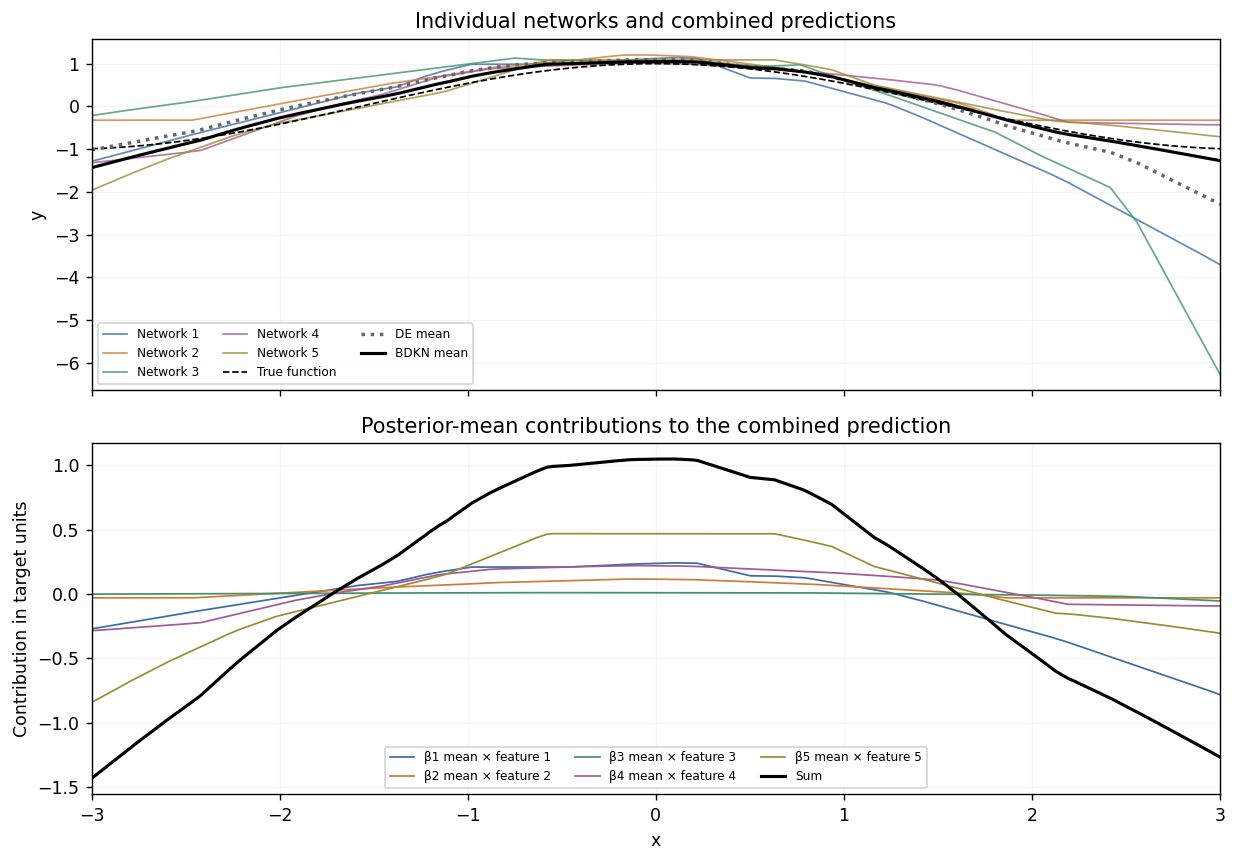 Individual networks and combined predictions
1
0
−1
−2
−3
−4
−5
−6
y
Network 1
Network 2
Network 3
Network 4
Network 5
True function
DE mean
BDKN mean
Posterior-mean contributions to the combined prediction
1.0
0.5
0.0
−0.5
−1.0
−1.5
Contribution in target units
β1 mean × feature 1
β2 mean × feature 2
β3 mean × feature 3
β4 mean × feature 4
β5 mean × feature 5
Sum
−3 −2 −1 0 1 2 3
x